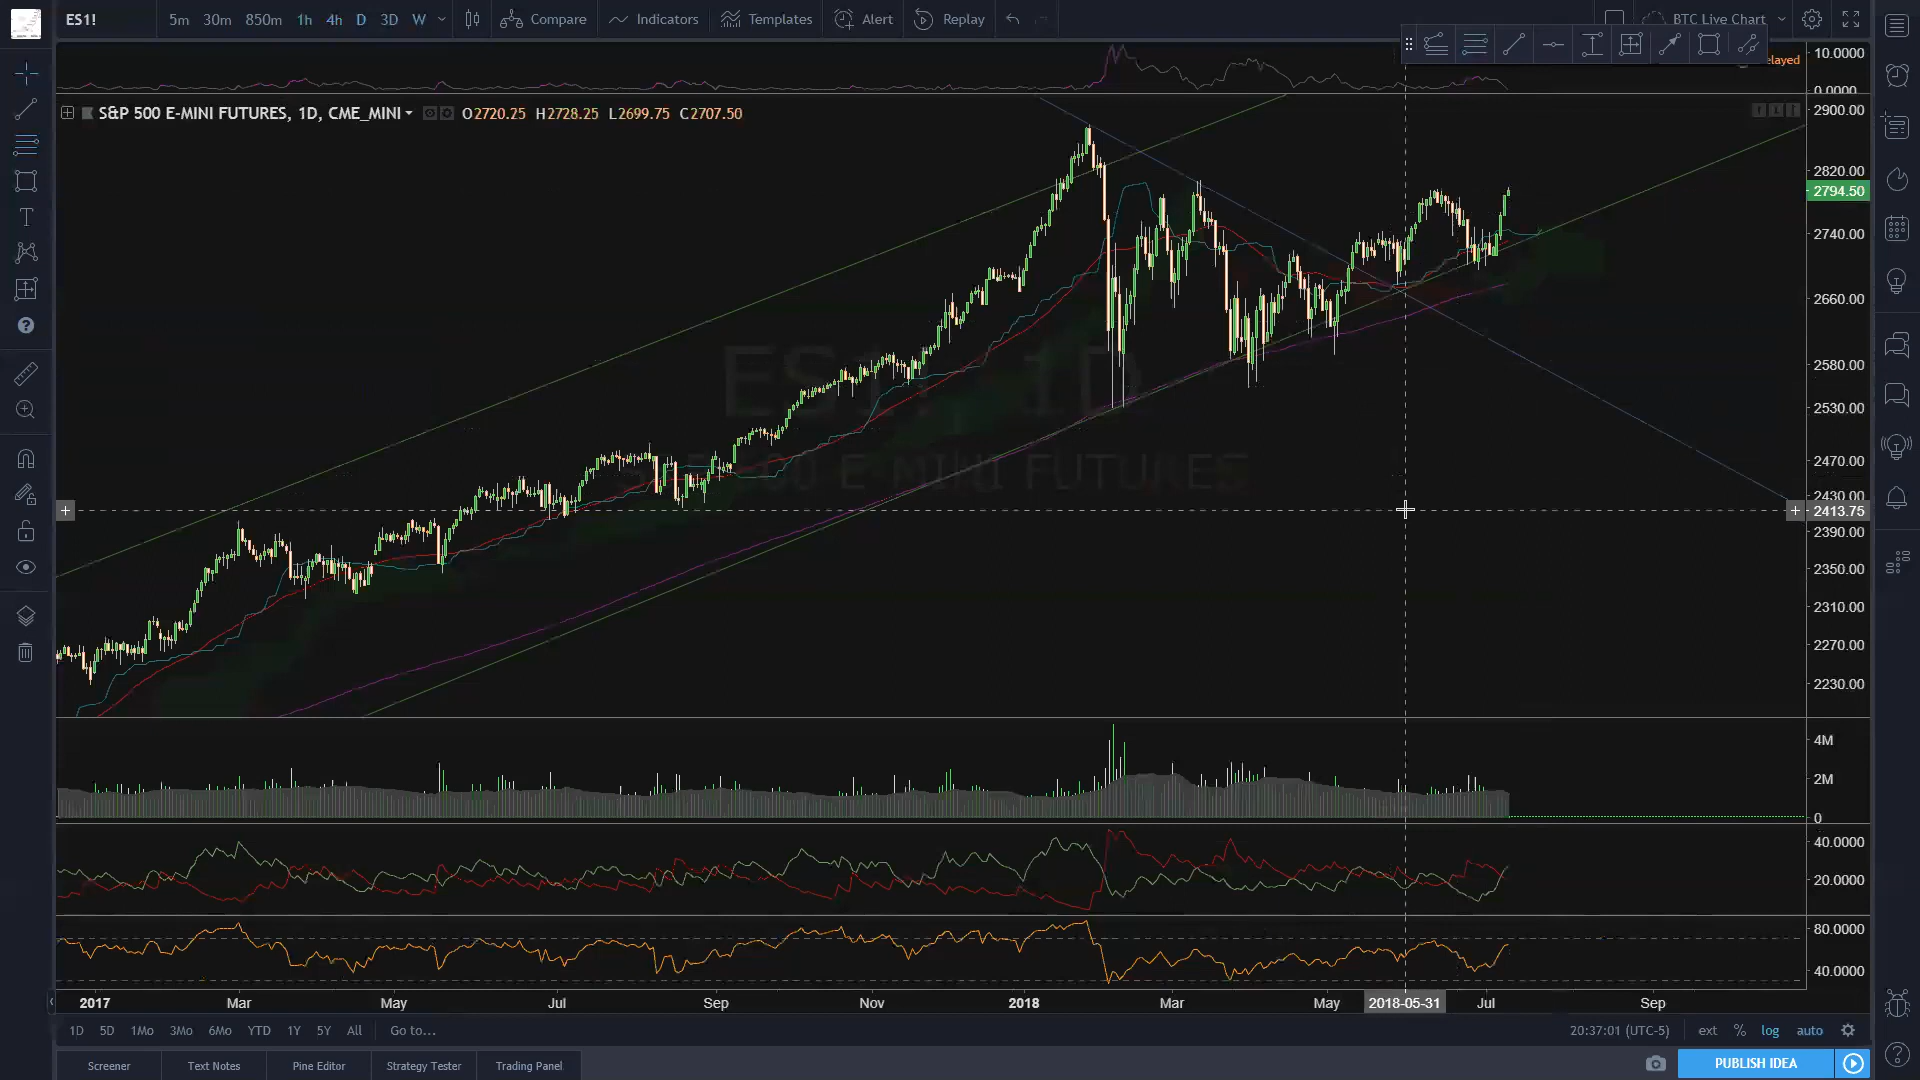 ES1! 5m 30m 850m 1h 4h D 3D W Compare Indicators Templates Alert Replay BTC Live Chart
elayed
10.0000
0.0000
S&P 500 E-MINI FUTURES, 1D, CME_MINI O2720.25 H2728.25 L2699.75 C2707.50
2900.00
2820.00
2794.50
2740.00
2660.00
ES1!, 1D
2580.00
2530.00
S&P 500 E-MINI FUTURES
2470.00
2430.00
2413.75
2390.00
2350.00
2310.00
2270.00
2230.00
4M
2M
0
40.0000
20.0000
80.0000
40.0000
2017 Mar May Jul Sep Nov 2018 Mar May 2018-05-31 Jul Sep
1D 5D 1Mo 3Mo 6Mo YTD 1Y 5Y All Go to... 20:37:01 (UTC-5) ext % log auto
Screener Text Notes Pine Editor Strategy Tester Trading Panel PUBLISH IDEA